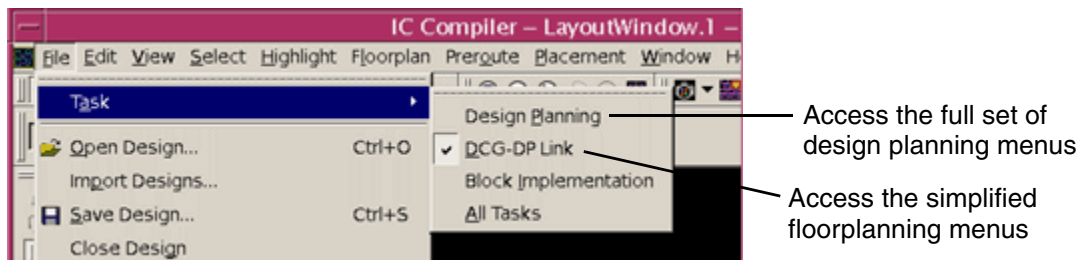 IC Compiler – LayoutWindow.1 –
File Edit View Select Highlight Floorplan Preroute Placement Window H
Task
Design Planning
Access the full set of
design planning menus
Open Design... Ctrl+O
DCG-DP Link
Import Designs...
Block Implementation
Access the simplified
floorplanning menus
Save Design... Ctrl+S
All Tasks
Close Design